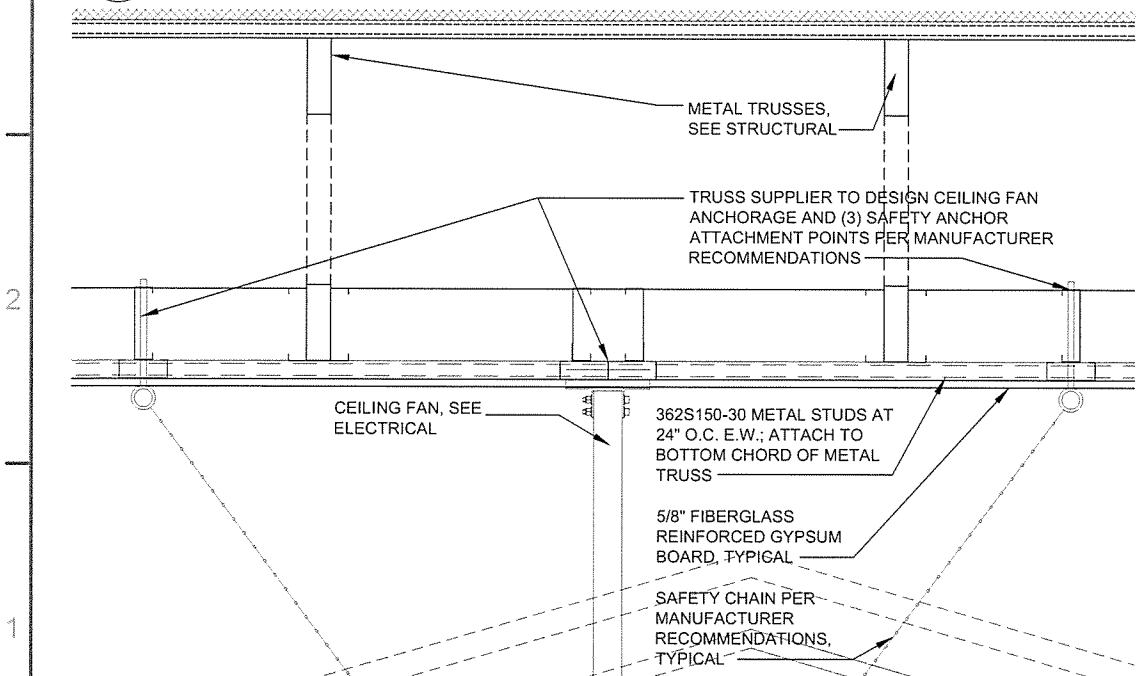 METAL TRUSSES,
SEE STRUCTURAL
TRUSS SUPPLIER TO DESIGN CEILING FAN
ANCHORAGE AND (3) SAFETY ANCHOR
ATTACHMENT POINTS PER MANUFACTURER
RECOMMENDATIONS
2
CEILING FAN, SEE
ELECTRICAL
362S150-30 METAL STUDS AT
24" O.C. E.W.; ATTACH TO
BOTTOM CHORD OF METAL
TRUSS
5/8" FIBERGLASS
REINFORCED GYPSUM
BOARD, TYPICAL
SAFETY CHAIN PER
MANUFACTURER
RECOMMENDATIONS,
TYPICAL
1